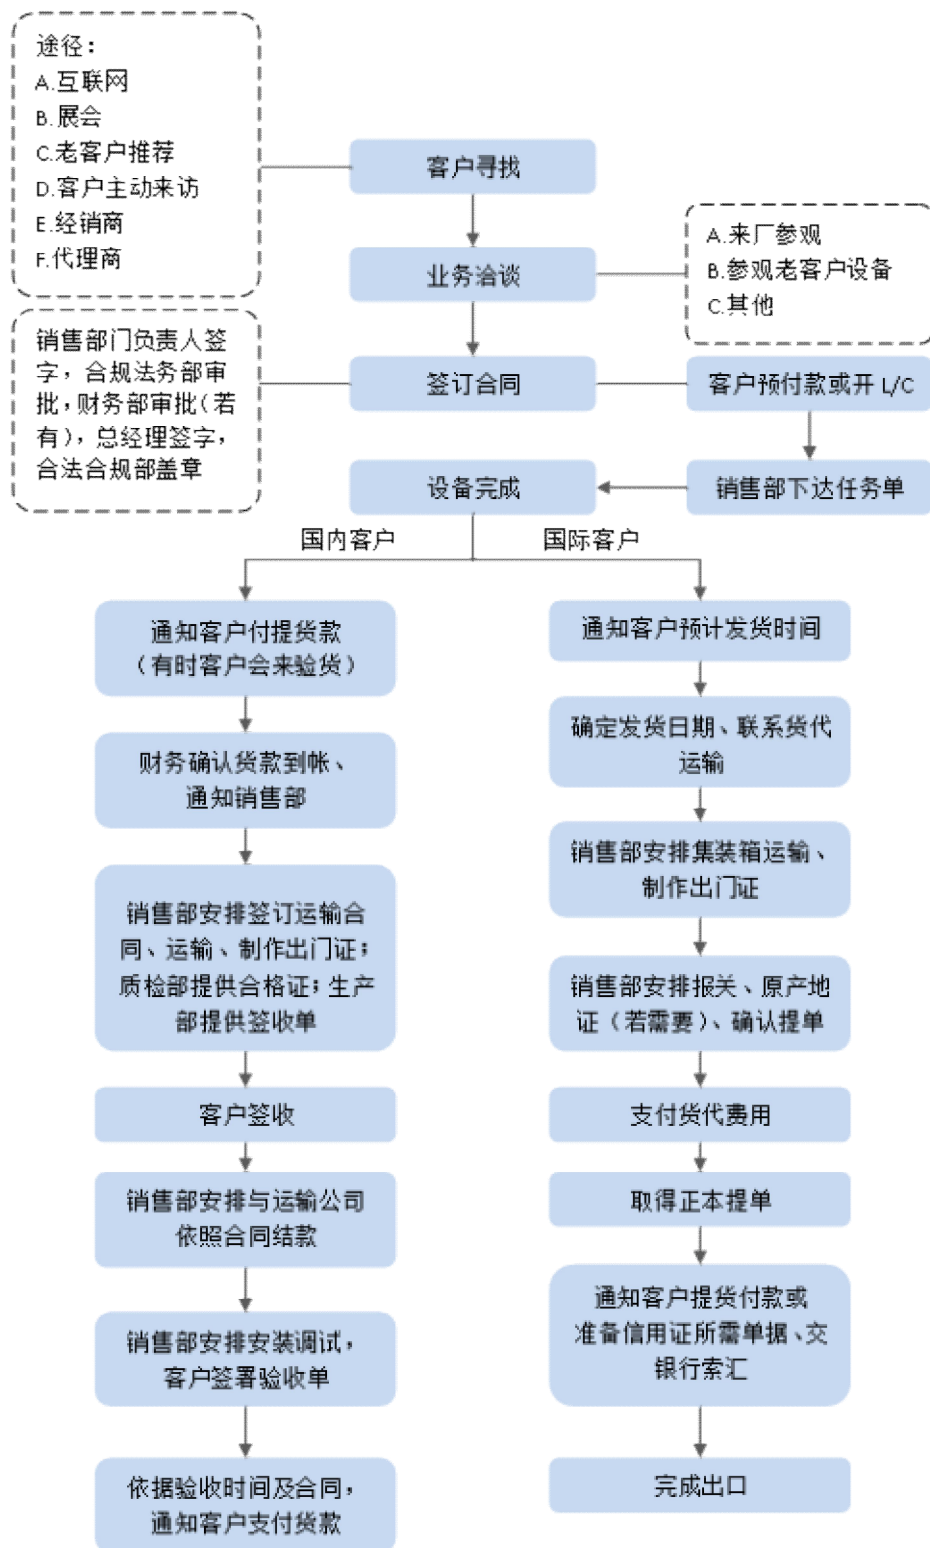 途径：
A.互联网
B.展会
C.老客户推荐
D.客户主动来访
E.经销商
F.代理商
客户寻找
业务洽谈
A.来厂参观
B.参观老客户设备
C.其他
销售部门负责人签
字，合规法务部审
批，财务部审批（若
有），总经理签字，
合法合规部盖章
签订合同
客户预付款或开 L/C
设备完成
销售部下达任务单
国内客户
国际客户
通知客户付提货款
（有时客户会来验货）
财务确认货款到帐、
通知销售部
销售部安排签订运输合
同、运输、制作出门证；
质检部提供合格证；生产
部提供签收单
客户签收
销售部安排与运输公司
依照合同结款
销售部安排安装调试，
客户签署验收单
依据验收时间及合同，
通知客户支付货款
通知客户预计发货时间
确定发货日期、联系货代
运输
销售部安排集装箱运输、
制作出门证
销售部安排报关、原产地
证（若需要）、确认提单
支付货代费用
取得正本提单
通知客户提货付款或
准备信用证所需单据、交
银行索汇
完成出口